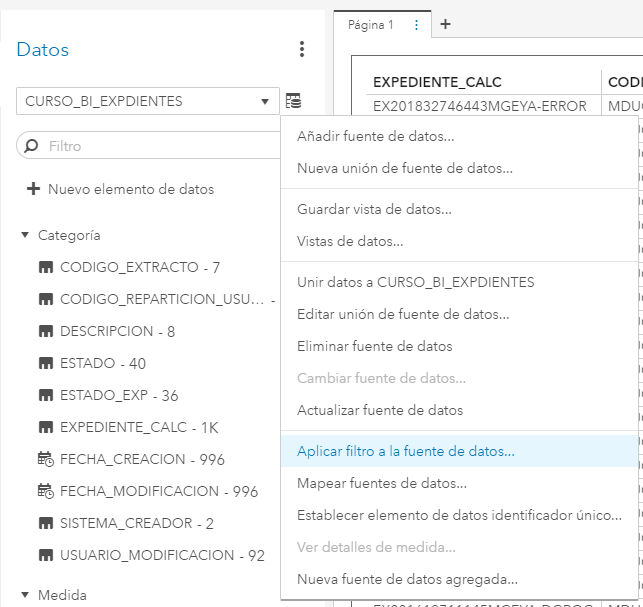 Página 1
Datos
EXPEDIENTE_CALC
CURSO_BI_EXPDIENTES
EX201832746443MGEYA-ERROR
Filtro
Añadir fuente de datos...
Nueva unión de fuente de datos...
Nuevo elemento de datos
Guardar vista de datos...
Vistas de datos...
Categoría
CODIGO_EXTRACTO - 7
Unir datos a CURSO_BI_EXPDIENTES
CODIGO_REPARTICION_USU... -
Editar unión de fuente de datos...
DESCRIPCION - 8
Eliminar fuente de datos
ESTADO - 40
Cambiar fuente de datos...
ESTADO_EXP - 36
Actualizar fuente de datos
EXPEDIENTE_CALC - 1K
Aplicar filtro a la fuente de datos...
FECHA_CREACION - 996
Mapear fuentes de datos...
FECHA_MODIFICACION - 996
Establecer elemento de datos identificador único...
SISTEMA_CREADOR - 2
Ver detalles de medida...
USUARIO_MODIFICACION - 92
Nueva fuente de datos agregada...
Medida